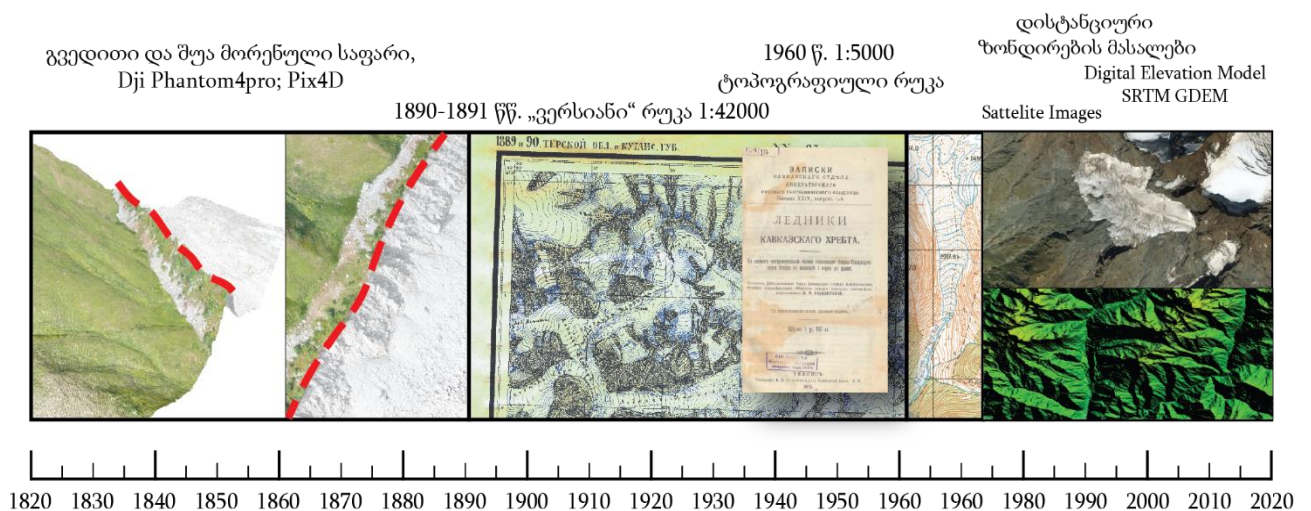 გვედითი და შუა მორენული საფარი,
Dji Phantom4pro; Pix4D
1890-1891 წწ. „ვერსიანი“ რუკა 1:42000
1960 წ. 1:5000
ტოპოგრაფიული რუკა
დისტანციური
ზონდირების მასალები
Digital Elevation Model
SRTM GDEM
Sattelite Images
1889 и 90 ТЕРСКОЙ ОБЛ. и КУТАИС. ГУБ.
ЗАПИСКИ
КАВКАЗСКАГО ОТДѢЛА
ЛЕДНИКИ
КАВКАЗСКАГО ХРЕБТА.
1820 1830 1840 1850 1860 1870 1880 1890 1900 1910 1920 1930 1940 1950 1960 1960 1970 1980 1990 2000 2010 2020